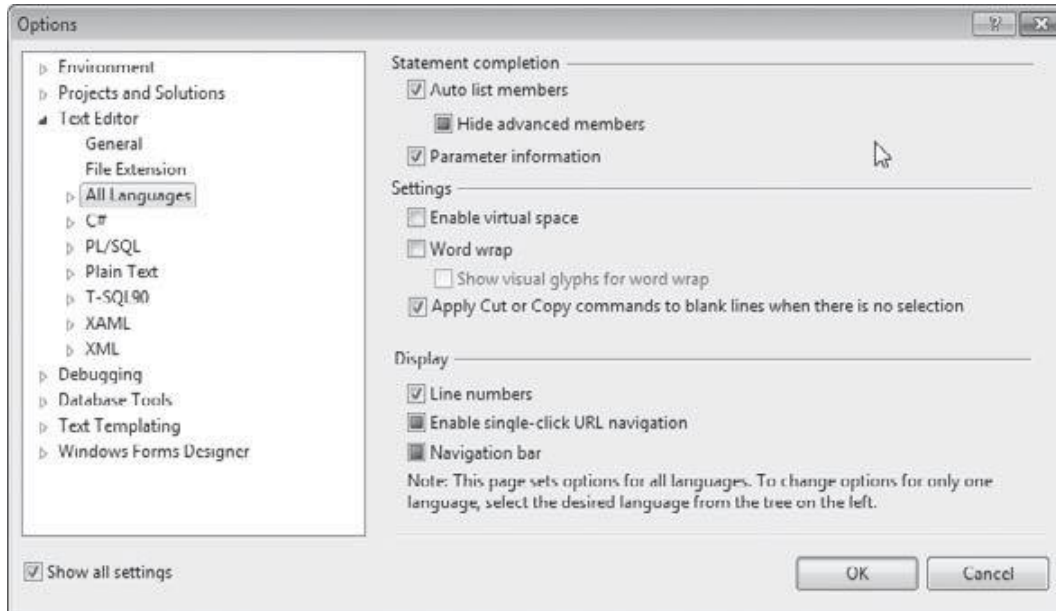 Options
Environment
Projects and Solutions
Text Editor
General
File Extension
All Languages
C#
PL/SQL
Plain Text
T-SQL90
XAML
XML
Debugging
Database Tools
Text Templating
Windows Forms Designer
Show all settings
Statement completion
Auto list members
Hide advanced members
Parameter information
Settings
Enable virtual space
Word wrap
Show visual glyphs for word wrap
Apply Cut or Copy commands to blank lines when there is no selection
Display
Line numbers
Enable single-click URL navigation
Navigation bar
Note: This page sets options for all languages. To change options for only one
language, select the desired language from the tree on the left.
OK
Cancel